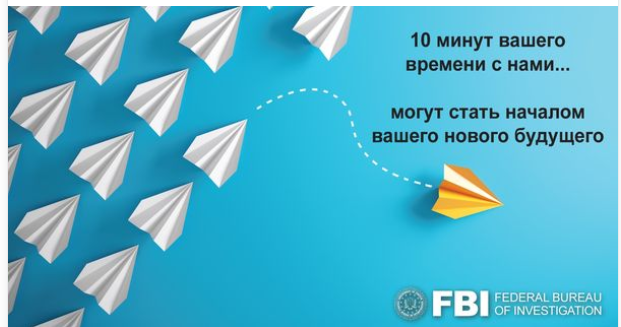 10 минут вашего
времени с нами...
могут стать началом
вашего нового будущего
FBI
FEDERAL BUREAU
OF INVESTIGATION